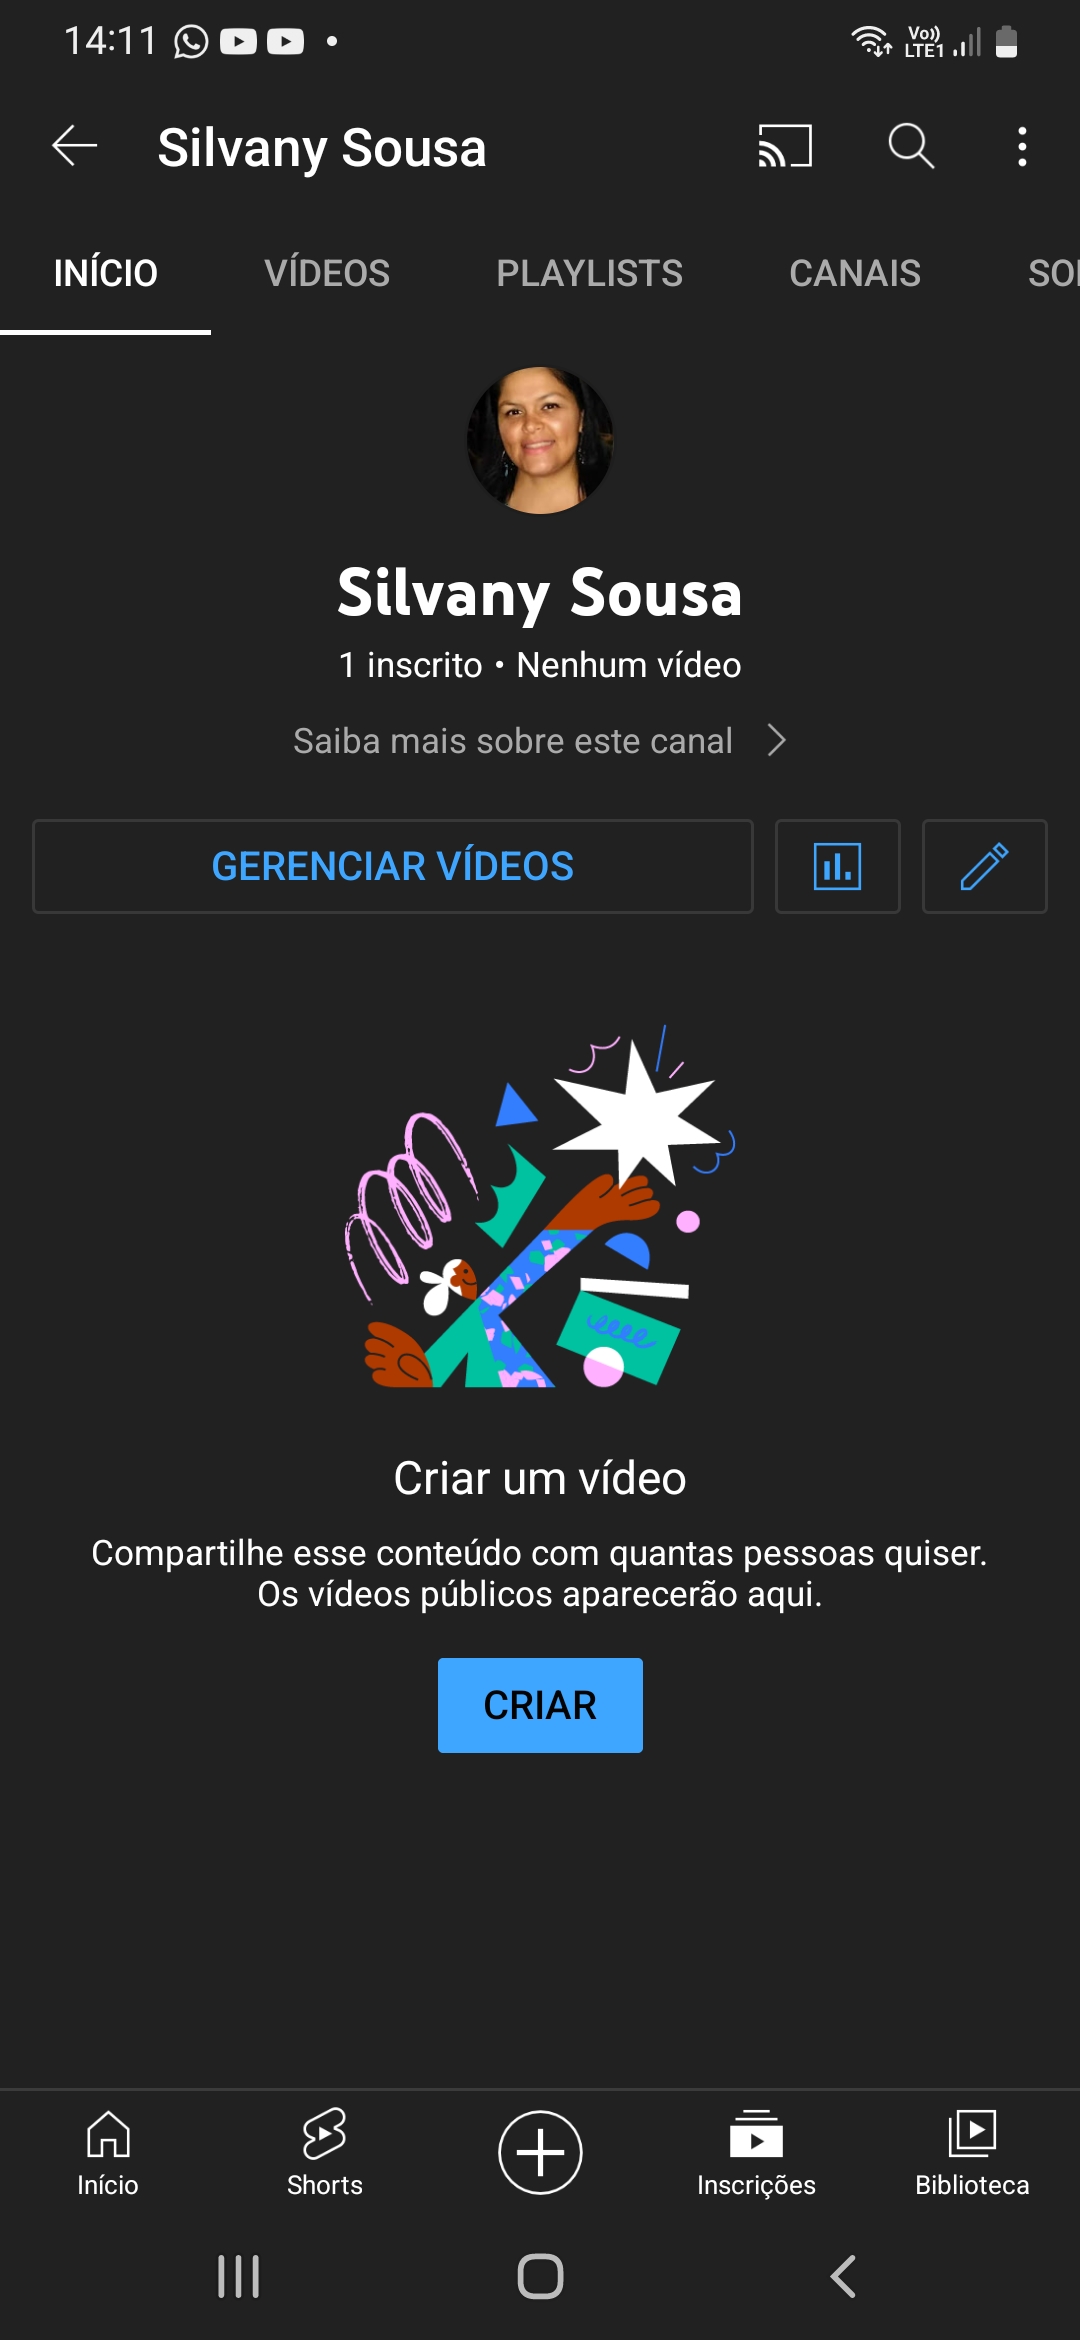 14:11
Vo))
LTE1
Silvany Sousa
INÍCIO VÍDEOS PLAYLISTS CANAIS
Silvany Sousa
1 inscrito • Nenhum vídeo
Saiba mais sobre este canal
GERENCIAR VÍDEOS
Criar um vídeo
Compartilhe esse conteúdo com quantas pessoas quiser.
Os vídeos públicos aparecerão aqui.
CRIAR
Início Shorts Inscrições Biblioteca